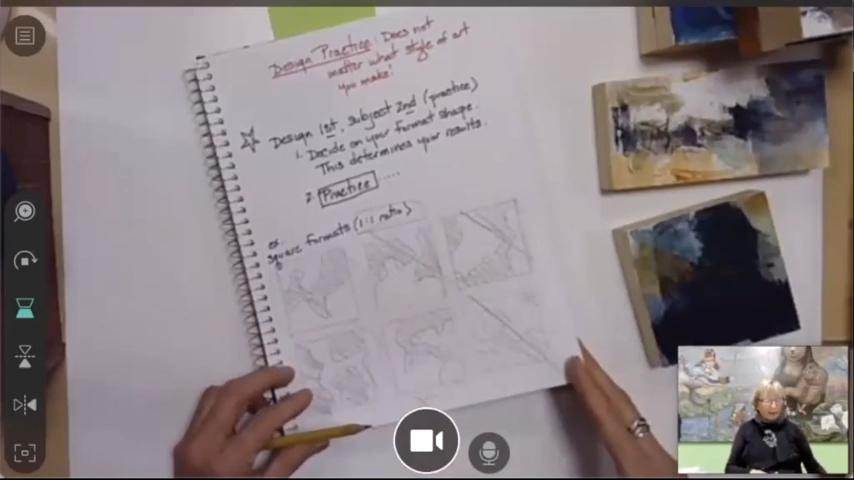 Design Practice: Does not
matter what style of art
you make!
Design 1st, subject 2nd (practice)
1. Decide on your format shape.
This determines your results.
2. Practice .....
ex.
square formats (1:1 ratio)